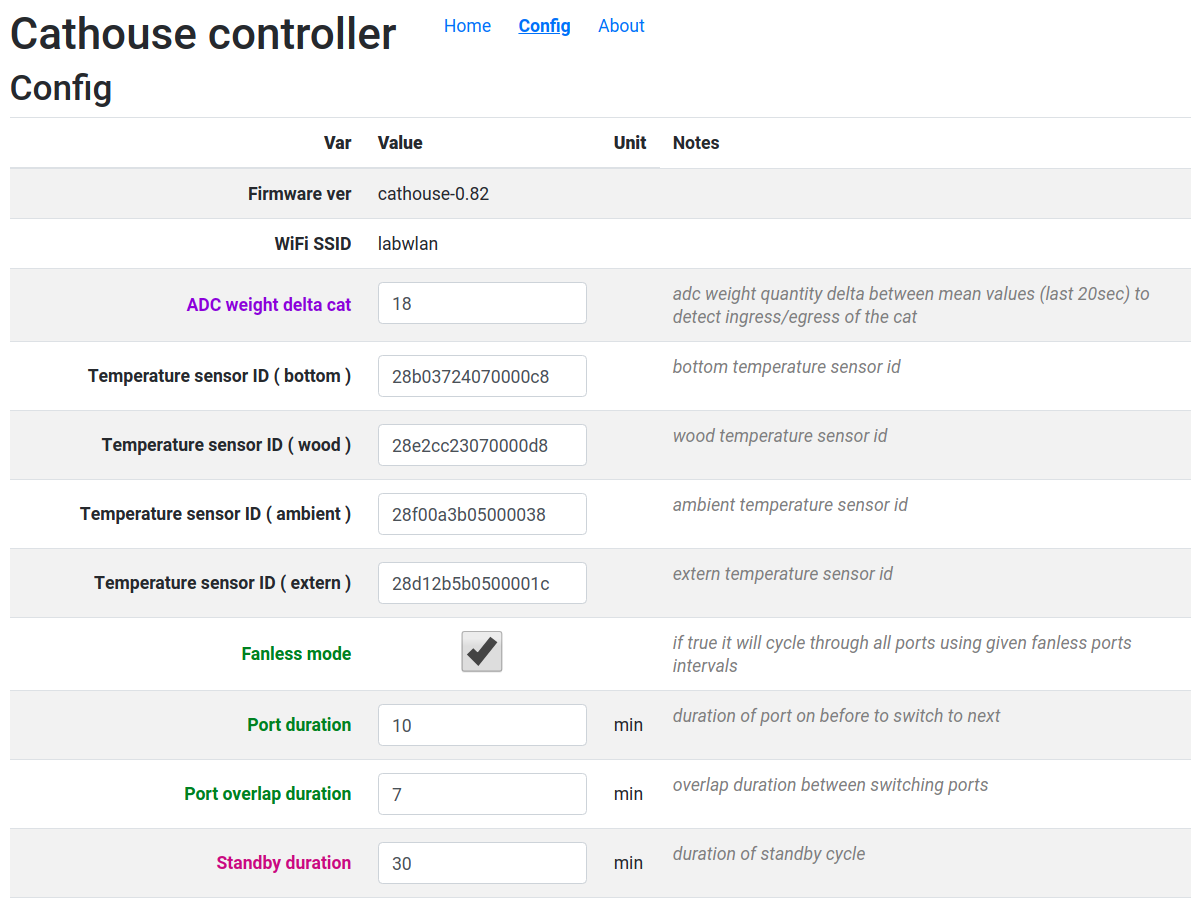 Cathouse controller Home Config About
Config
Var Value Unit Notes
Firmware ver cathouse-0.82
WiFi SSID labwlan
ADC weight delta cat 18 adc weight quantity delta between mean values (last 20sec) to
detect ingress/egress of the cat
Temperature sensor ID ( bottom ) 28b03724070000c8 bottom temperature sensor id
Temperature sensor ID ( wood ) 28e2cc23070000d8 wood temperature sensor id
Temperature sensor ID ( ambient ) 28f00a3b05000038 ambient temperature sensor id
Temperature sensor ID ( extern ) 28d12b5b0500001c extern temperature sensor id
Fanless mode if true it will cycle through all ports using given fanless ports
intervals
Port duration 10 min duration of port on before to switch to next
Port overlap duration 7 min overlap duration between switching ports
Standby duration 30 min duration of standby cycle